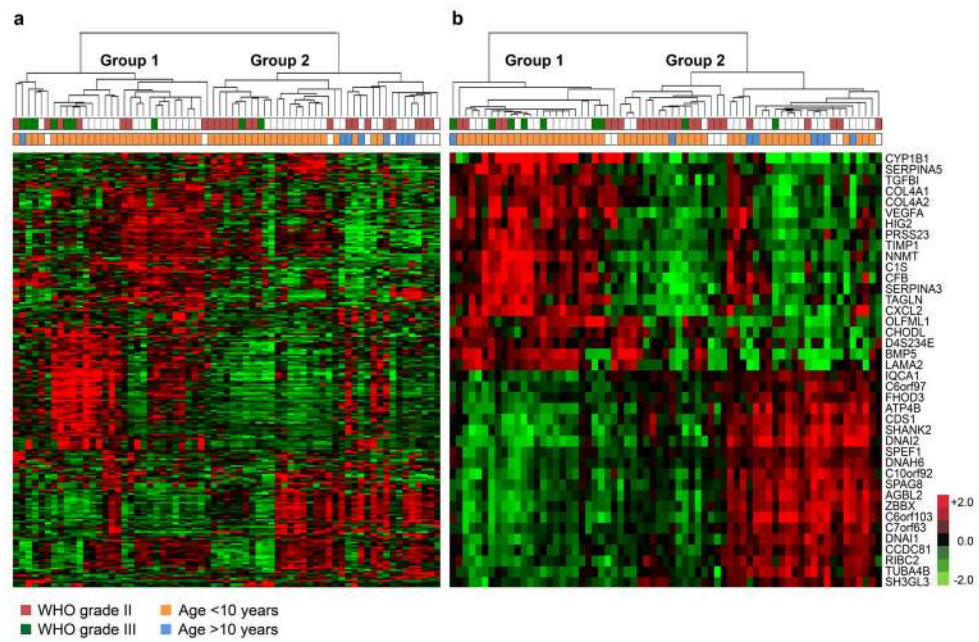 a
b
Group 1
Group 2
Group 1
Group 2
CYP1B1
SERPINA5
TGFBI
COL4A1
COL4A2
VEGFA
HIG2
PRSS23
TIMP1
NNMT
C1S
CFB
SERPINA3
TAGLN
CXCL2
OLFML1
CHODL
D4S234E
BMP5
LAMA2
IQCA1
C6orf97
FHOD3
ATP4B
CDS1
SHANK2
DNAI2
SPEF1
DNAH6
C10orf92
SPAG8
AGBL2
ZBBX
C6orf103
C7orf63
DNAI1
CCDC81
RIBC2
TUBA4B
SH3GL3
+2.0
0.0
-2.0
WHO grade II
Age <10 years
WHO grade III
Age >10 years